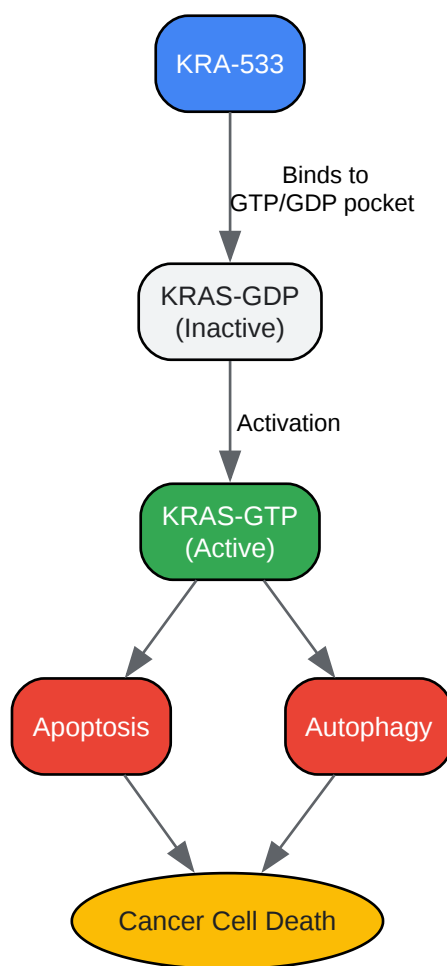 KRA-533
Binds to
GTP/GDP pocket
KRAS-GDP
(Inactive)
Activation
KRAS-GTP
(Active)
Apoptosis
Autophagy
Cancer Cell Death